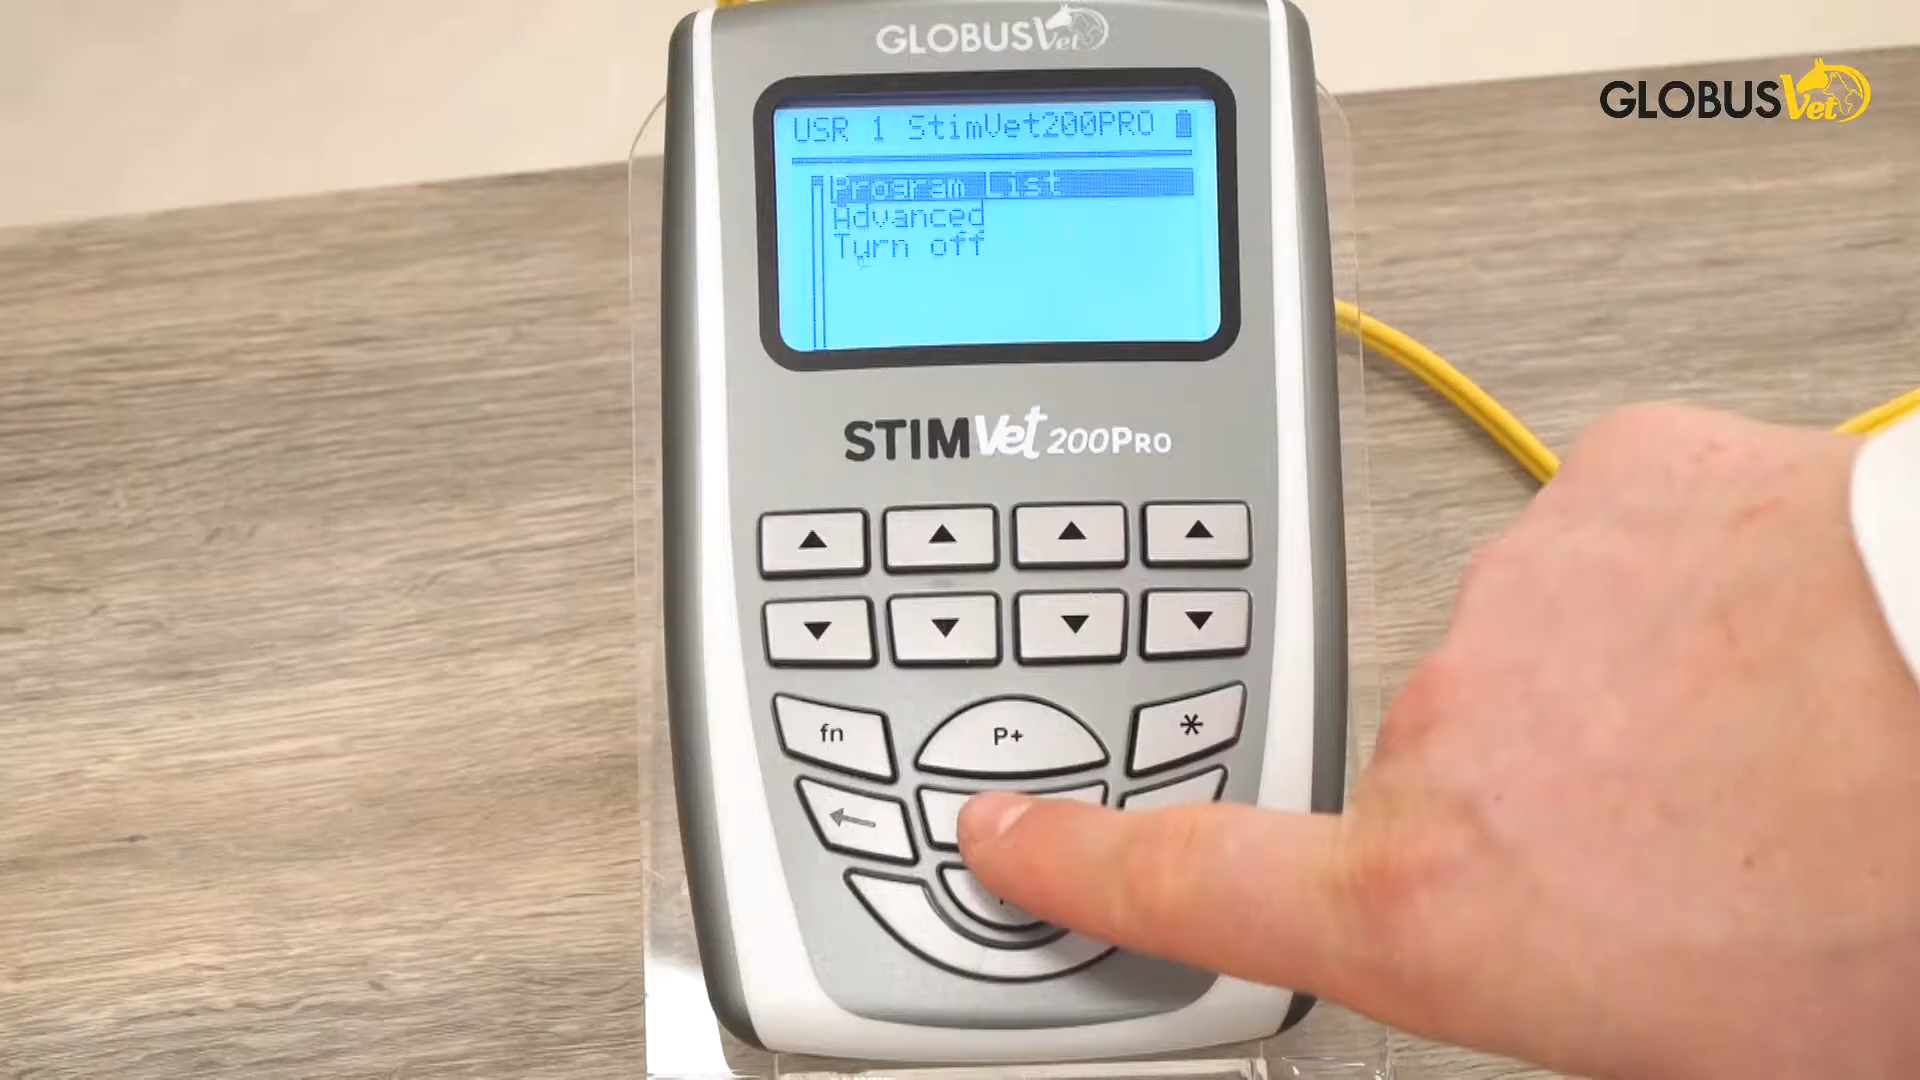 GLOBUSVet
GLOBUSVet
USR 1 StimVet200PRO
Program List
Advanced
Turn off
STIMVet 200PRO
fn
P+
*